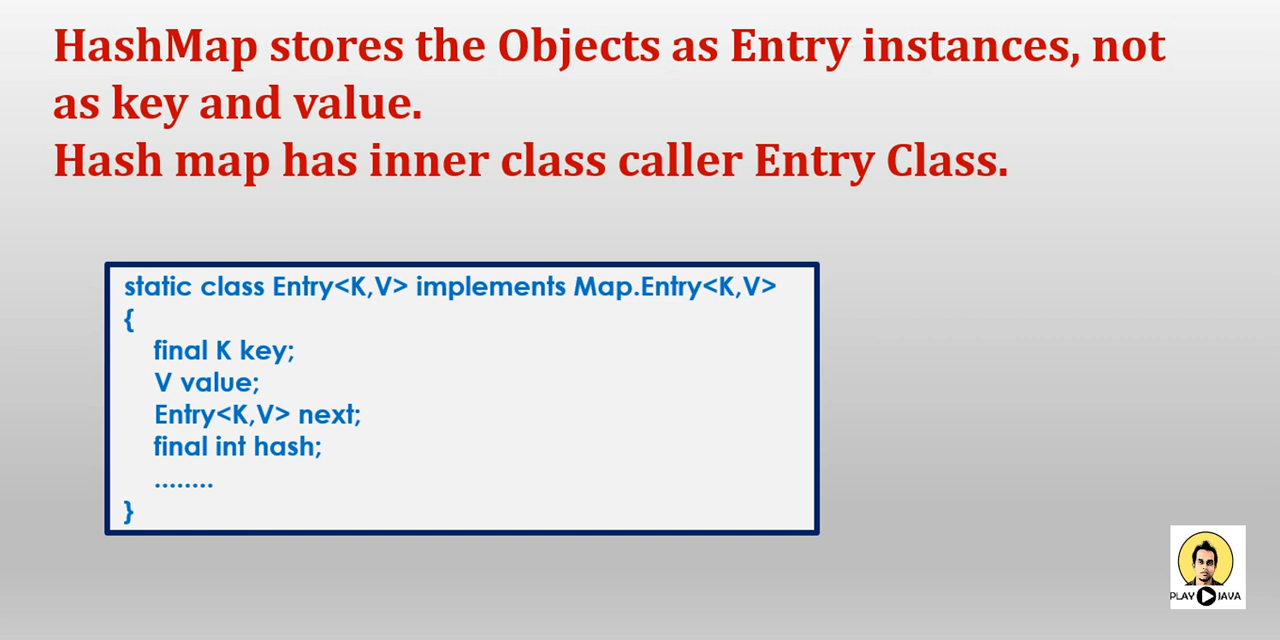 HashMap stores the Objects as Entry instances, not
as key and value.
Hash map has inner class caller Entry Class.
static class Entry<K,V> implements Map.Entry<K,V>
{
final K key;
V value;
Entry<K,V> next;
final int hash;
........
}
PLAY JAVA